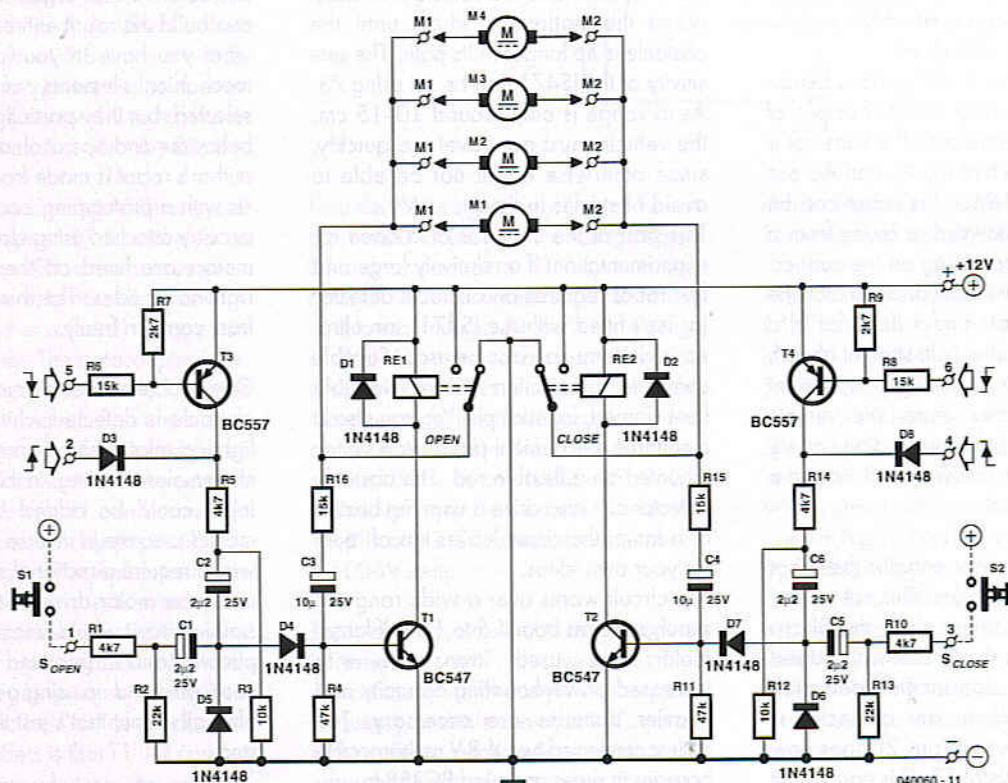 M1 M4 M M2
M1 M3 M M2
M1 M2 M M2
M1 M1 M M2
+12V
R7 2k7 T3 BC557
R9 2k7 T4 BC557
5 R6 15k
R8 15k 6
2 D3 1N4148
D8 1N4148 4
D1 1N4148 RE1 OPEN
RE2 CLOSE D2 1N4148
R5 4k7
R16 15k
R15 15k
R14 4k7
C2 2µ2 25V
C3 10µ 25V
C4 10µ 25V
C6 2µ2 25V
S1
S2
1 S OPEN
R1 4k7
C1 2µ2 25V
D4
T1 BC547
T2 BC547
D7
C5 2µ2 25V
R10 4k7
3 S CLOSE
R2 22k
D5 1N4148
R3 10k
R4 47k
R11 47k
R12 10k
D6 1N4148
R13 22k
040050 - 11